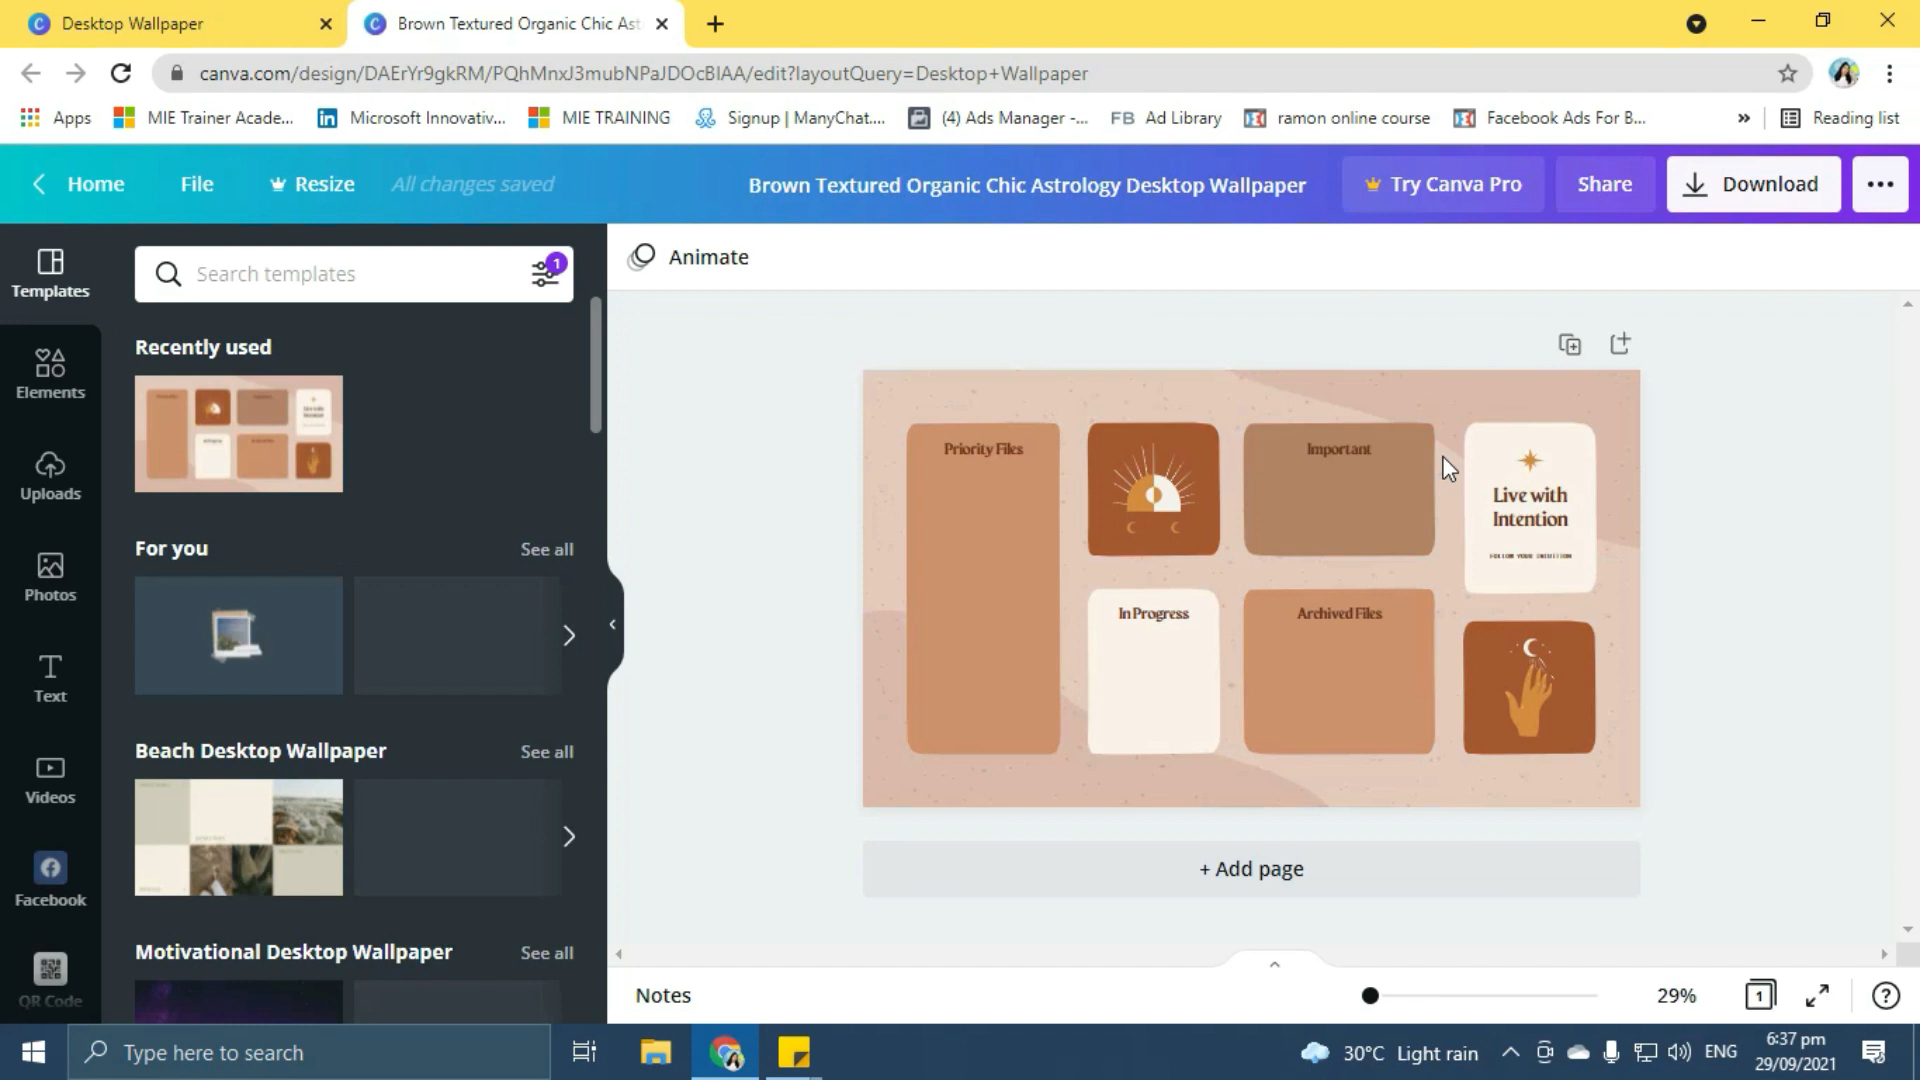 Desktop Wallpaper
Brown Textured Organic Chic Ast
canva.com/design/DAErYr9gkRM/PQhMnxJ3mubNPaJDOcBIAA/edit?layoutQuery=Desktop+Wallpaper
Apps
MIE Trainer Acade...
Microsoft Innovativ...
MIE TRAINING
Signup | ManyChat....
(4) Ads Manager -...
FB Ad Library
ramon online course
Facebook Ads For B...
»
Reading list
Home
File
Resize
All changes saved
Brown Textured Organic Chic Astrology Desktop Wallpaper
Try Canva Pro
Share
Download
Templates
Elements
Uploads
Photos
Text
Videos
Facebook
QR Code
Search templates
1
Recently used
For you
See all
Beach Desktop Wallpaper
See all
Motivational Desktop Wallpaper
See all
Animate
Priority Files
Important
Live with
Intention
FOLLOW YOUR INTUITION
In Progress
Archived Files
+ Add page
Notes
29%
1
Type here to search
30°C Light rain
ENG
6:37 pm
29/09/2021